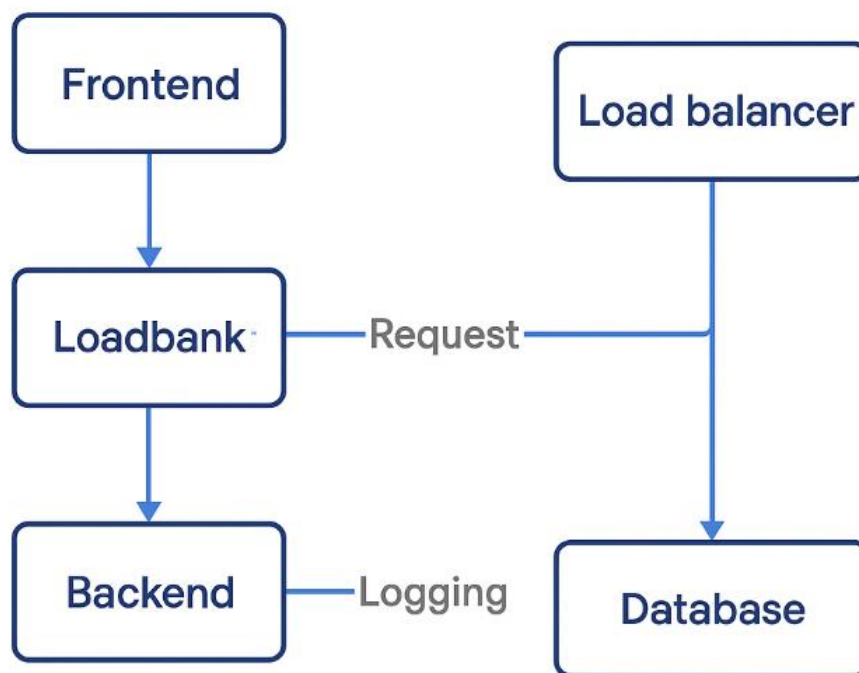 Frontend
Load balancer
Loadbank
Request
Backend
Logging
Database